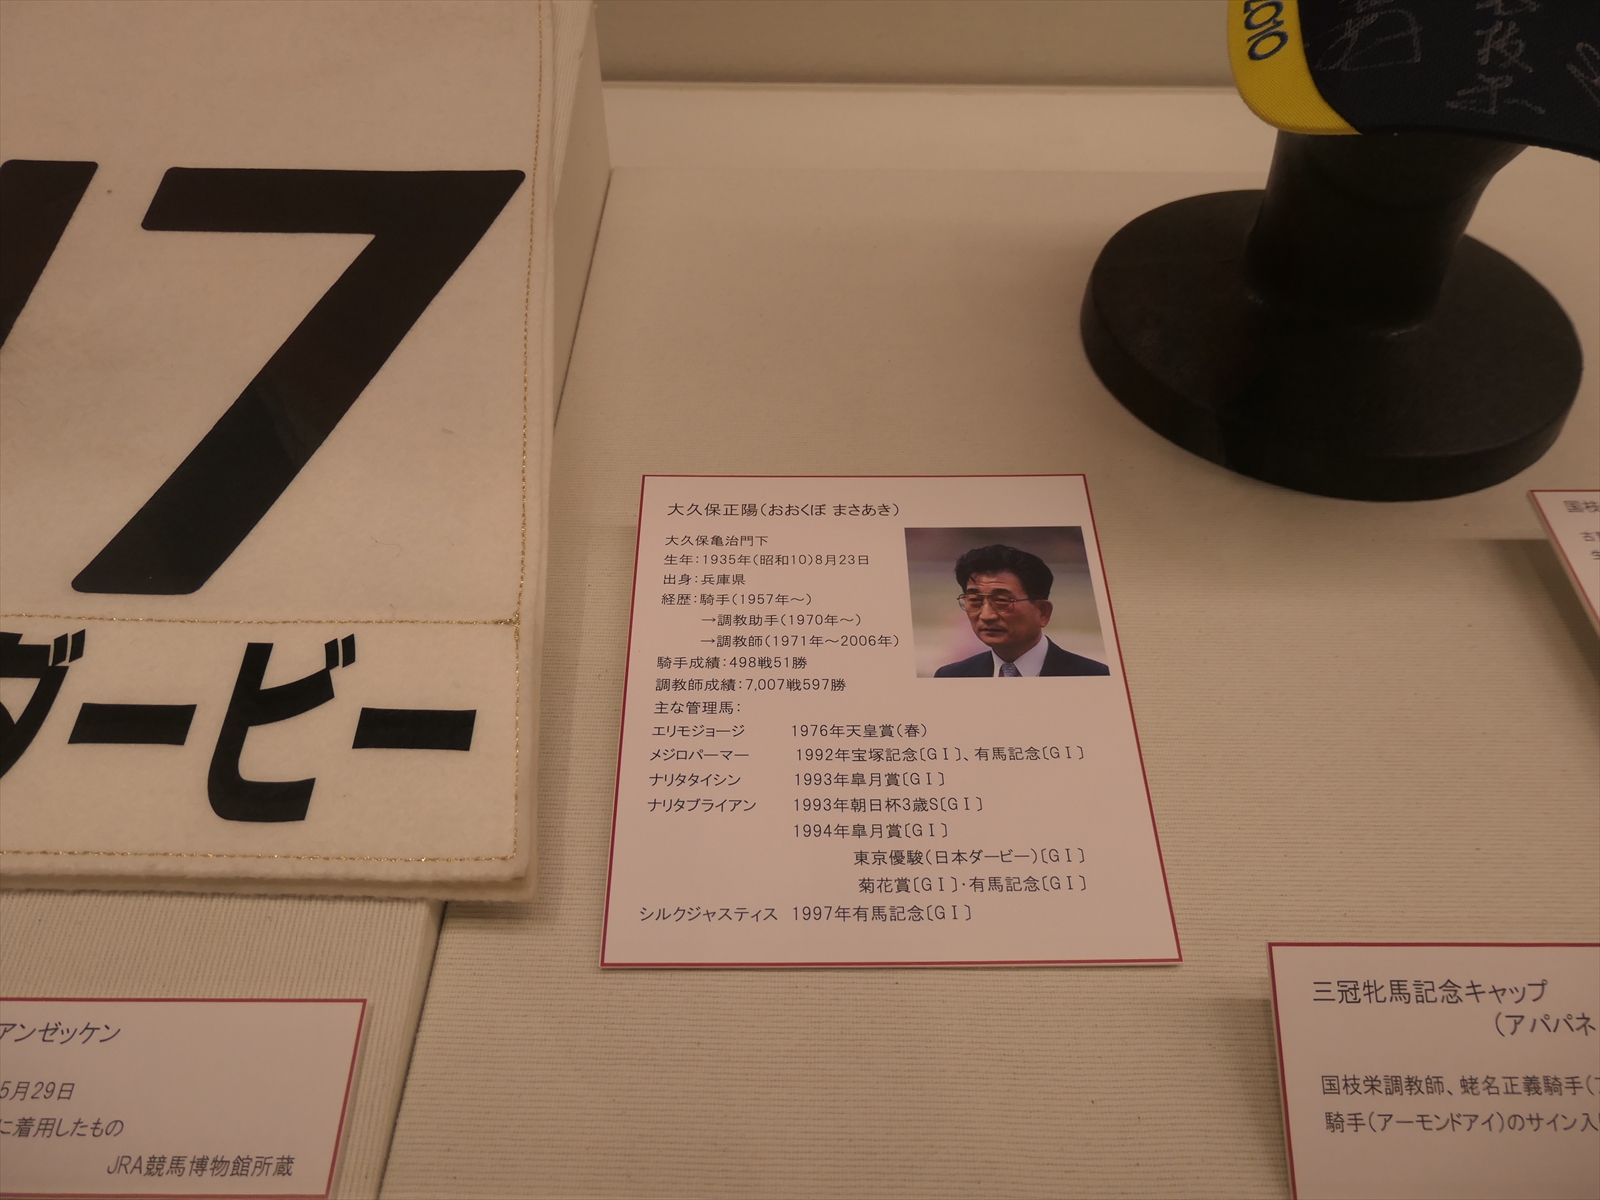 17
ダービー
2010
大久保正陽(おおくぼ まさあき)
大久保亀治門下
生年:1935年(昭和10)8月23日
出身:兵庫県
経歴:騎手(1957年～)
→調教助手(1970年～)
→調教師(1971年～2006年)
騎手成績:498戦51勝
調教師成績:7,007戦597勝
主な管理馬:
エリモジョージ 1976年天皇賞(春)
メジロパーマー 1992年宝塚記念〔GⅠ〕、有馬記念〔GⅠ〕
ナリタタイシン 1993年皐月賞〔GⅠ〕
ナリタブライアン 1993年朝日杯3歳S〔GⅠ〕
1994年皐月賞〔GⅠ〕
東京優駿(日本ダービー)〔GⅠ〕
菊花賞〔GⅠ〕・有馬記念〔GⅠ〕
シルクジャスティス 1997年有馬記念〔GⅠ〕
アンゼッケン
5月29日
に着用したもの
JRA競馬博物館所蔵
三冠牝馬記念キャップ
(アパパネ
国枝栄調教師、蛯名正義騎手(
騎手(アーモンドアイ)のサイン入
国枝